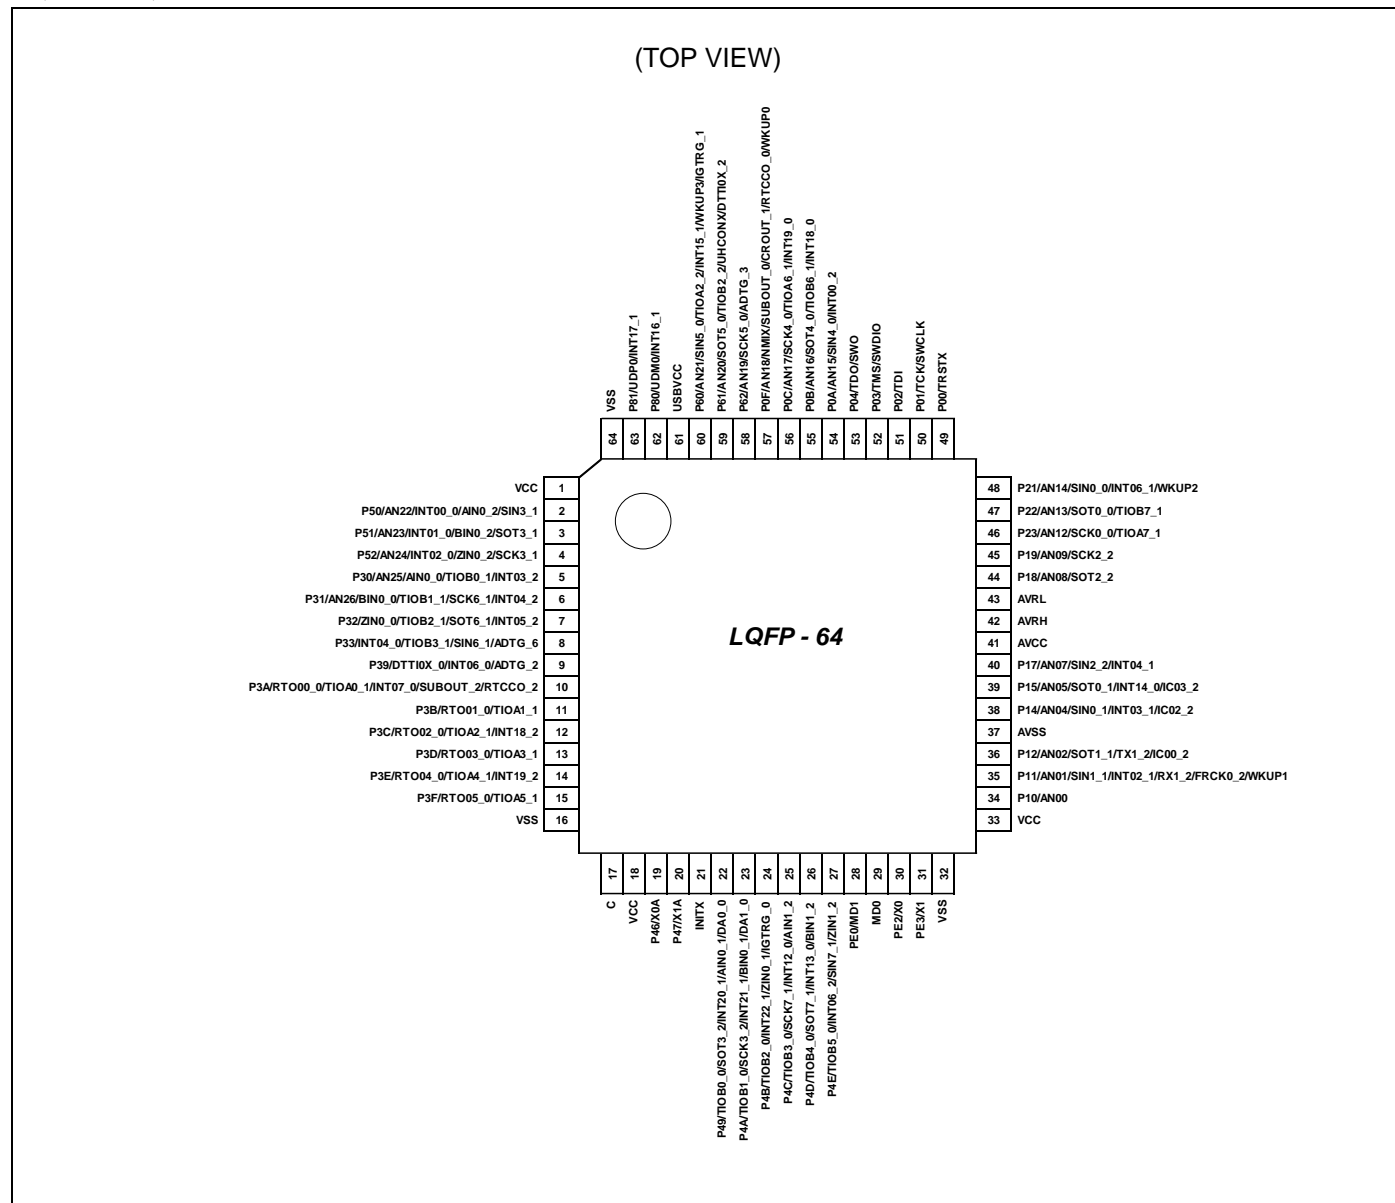 (TOP VIEW)
VSS
P81/UDP0/INT17_1
P80/UDM0/INT16_1
USBVCC
P60/AN21/SIN5_0/TIOA2_2/INT15_1/WKUP3/IGTRG_1
P61/AN20/SOT5_0/TIOB2_2/UHCONX/DTTI0X_2
P62/AN19/SCK5_0/ADTG_3
P0F/AN18/NMIX/SUBOUT_0/CROUT_1/RTCCO_0/WKUP0
P0C/AN17/SCK4_0/TIOA6_1/INT19_0
P0B/AN16/SOT4_0/TIOB6_1/INT18_0
P0A/AN15/SIN4_0/INT00_2
P04/TDO/SWO
P03/TMS/SWDIO
P02/TDI
P01/TCK/SWCLK
P00/TRSTX
64 63 62 61 60 59 58 57 56 55 54 53 52 51 50 49
VCC 1
P50/AN22/INT00_0/AIN0_2/SIN3_1 2
P51/AN23/INT01_0/BIN0_2/SOT3_1 3
P52/AN24/INT02_0/ZIN0_2/SCK3_1 4
P30/AN25/AIN0_0/TIOB0_1/INT03_2 5
P31/AN26/BIN0_0/TIOB1_1/SCK6_1/INT04_2 6
P32/ZIN0_0/TIOB2_1/SOT6_1/INT05_2 7
P33/INT04_0/TIOB3_1/SIN6_1/ADTG_6 8
P39/DTTI0X_0/INT06_0/ADTG_2 9
P3A/RTO00_0/TIOA0_1/INT07_0/SUBOUT_2/RTCCO_2 10
P3B/RTO01_0/TIOA1_1 11
P3C/RTO02_0/TIOA2_1/INT18_2 12
P3D/RTO03_0/TIOA3_1 13
P3E/RTO04_0/TIOA4_1/INT19_2 14
P3F/RTO05_0/TIOA5_1 15
VSS 16
LQFP - 64
48 P21/AN14/SIN0_0/INT06_1/WKUP2
47 P22/AN13/SOT0_0/TIOB7_1
46 P23/AN12/SCK0_0/TIOA7_1
45 P19/AN09/SCK2_2
44 P18/AN08/SOT2_2
43 AVRL
42 AVRH
41 AVCC
40 P17/AN07/SIN2_2/INT04_1
39 P15/AN05/SOT0_1/INT14_0/IC03_2
38 P14/AN04/SIN0_1/INT03_1/IC02_2
37 AVSS
36 P12/AN02/SOT1_1/TX1_2/IC00_2
35 P11/AN01/SIN1_1/INT02_1/RX1_2/FRCK0_2/WKUP1
34 P10/AN00
33 VCC
17 18 19 20 21 22 23 24 25 26 27 28 29 30 31 32
C
VCC
P46/X0A
P47/X1A
INITX
P49/TIOB0_0/SOT3_2/INT20_1/AIN0_1/DA0_0
P4A/TIOB1_0/SCK3_2/INT21_1/BIN0_1/DA1_0
P4B/TIOB2_0/INT22_1/ZIN0_1/IGTRG_0
P4C/TIOB3_0/SCK7_1/INT12_0/AIN1_2
P4D/TIOB4_0/SOT7_1/INT13_0/BIN1_2
P4E/TIOB5_0/INT06_2/SIN7_1/ZIN1_2
PE0/MD1
MD0
PE2/X0
PE3/X1
VSS